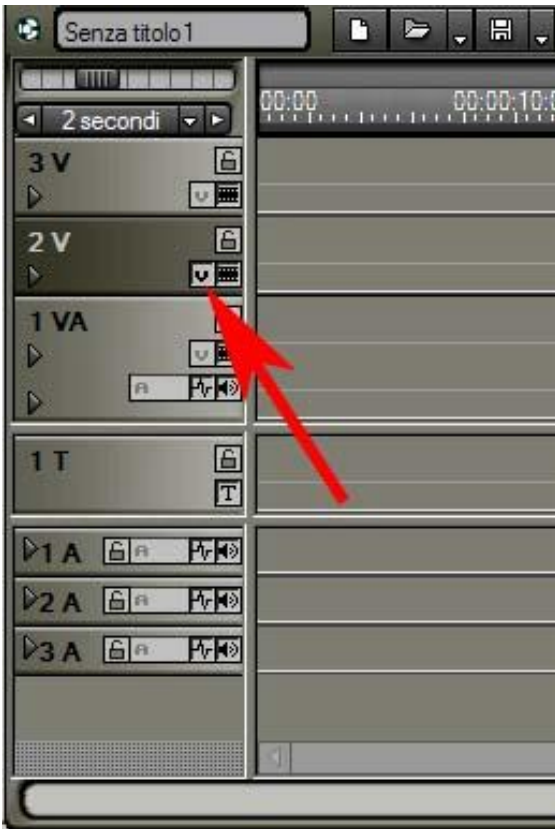 Senza titolo1
2 secondi
00:00 00:00:10:0
3 V
V
2 V
V
1 VA
V
A
1 T
T
1 A A
2 A A
3 A A